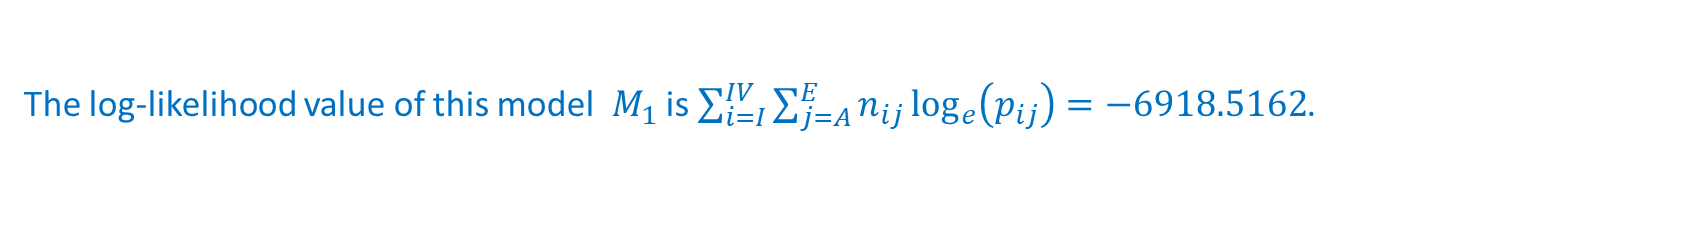 The log-likelihood value of this model M₁ is ∑_{i=I}^{IV} ∑_{j=A}^{E} n_{ij} log_e(p_{ij}) = −6918.5162.